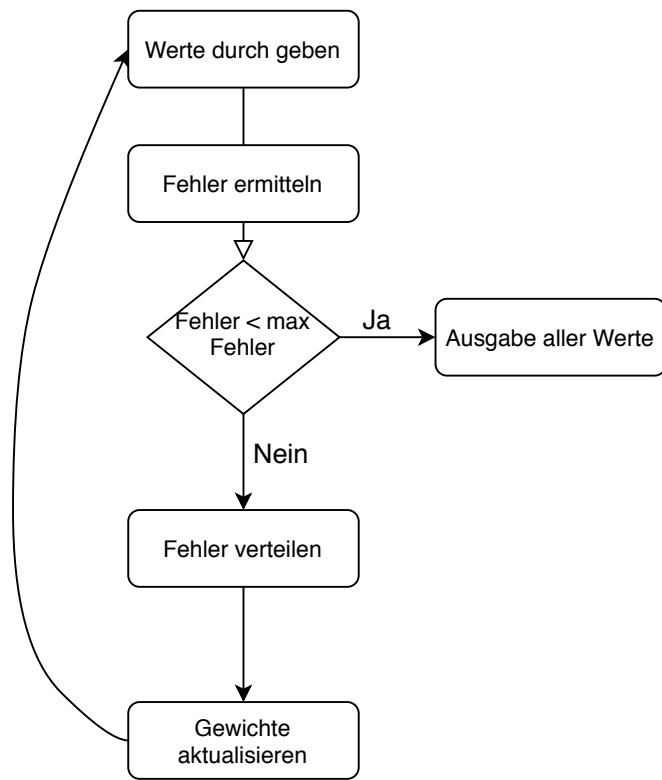 Werte durch geben
Fehler ermitteln
Fehler < max
Fehler
Ja
Ausgabe aller Werte
Nein
Fehler verteilen
Gewichte
aktualisieren